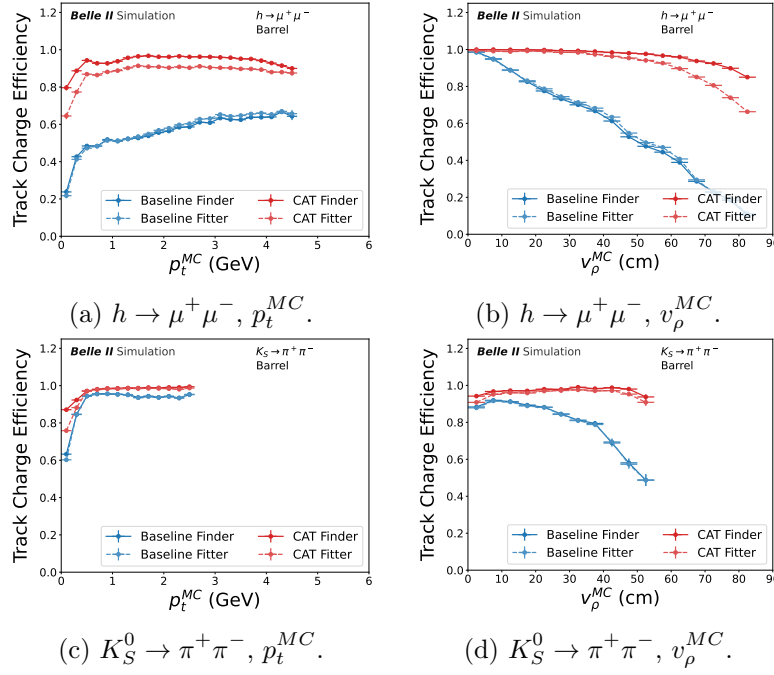 Belle II Simulation
h → μ⁺ μ⁻
Barrel
Track Charge Efficiency
1.2
1.0
0.8
0.6
0.4
0.2
0.0
Baseline Finder
Baseline Fitter
CAT Finder
CAT Fitter
0 1 2 3 4 5 6
p_t^{MC} (GeV)
(a) h → μ⁺μ⁻, p_t^{MC}.
Belle II Simulation
h → μ⁺ μ⁻
Barrel
Track Charge Efficiency
1.2
1.0
0.8
0.6
0.4
0.2
0.0
Baseline Finder
Baseline Fitter
CAT Finder
CAT Fitter
0 10 20 30 40 50 60 70 80 90
v_ρ^{MC} (cm)
(b) h → μ⁺μ⁻, v_ρ^{MC}.
Belle II Simulation
K_S → π⁺ π⁻
Barrel
Track Charge Efficiency
1.2
1.0
0.8
0.6
0.4
0.2
0.0
Baseline Finder
Baseline Fitter
CAT Finder
CAT Fitter
0 1 2 3 4 5 6
p_t^{MC} (GeV)
(c) K_S^0 → π⁺π⁻, p_t^{MC}.
Belle II Simulation
K_S → π⁺ π⁻
Barrel
Track Charge Efficiency
1.2
1.0
0.8
0.6
0.4
0.2
0.0
Baseline Finder
Baseline Fitter
CAT Finder
CAT Fitter
0 10 20 30 40 50 60 70 80 90
v_ρ^{MC} (cm)
(d) K_S^0 → π⁺π⁻, v_ρ^{MC}.